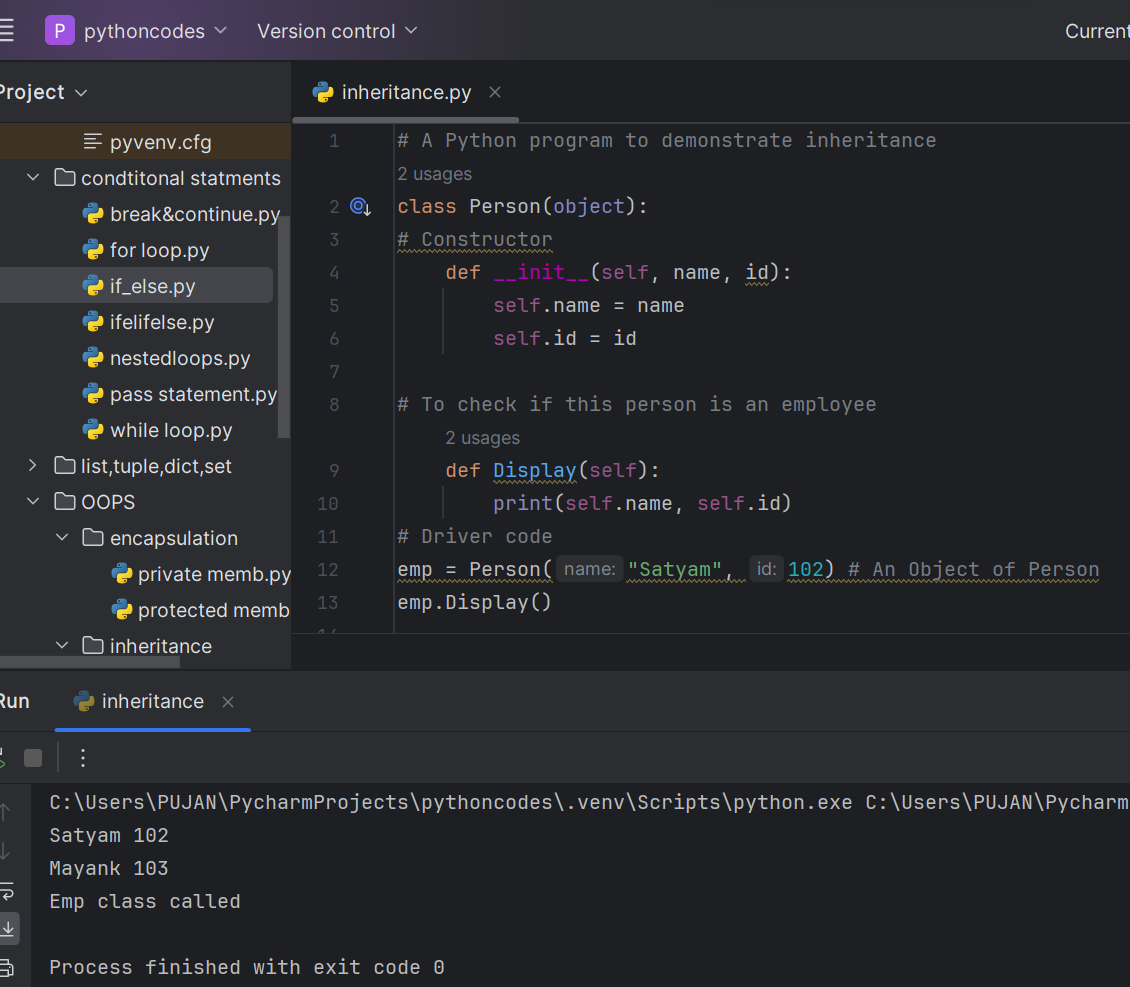 P pythoncodes Version control Current
Project
inheritance.py
pyvenv.cfg
condtitonal statments
break&continue.py
for loop.py
if_else.py
ifelifelse.py
nestedloops.py
pass statement.py
while loop.py
list,tuple,dict,set
OOPS
encapsulation
private memb.py
protected memb
inheritance
1 # A Python program to demonstrate inheritance
2 usages
2 class Person(object):
3 # Constructor
4 def __init__(self, name, id):
5 self.name = name
6 self.id = id
7
8 # To check if this person is an employee
2 usages
9 def Display(self):
10 print(self.name, self.id)
11 # Driver code
12 emp = Person( name: "Satyam", id: 102) # An Object of Person
13 emp.Display()
14
Run inheritance
C:\Users\PUJAN\PycharmProjects\pythoncodes\.venv\Scripts\python.exe C:\Users\PUJAN\Pycharm
Satyam 102
Mayank 103
Emp class called
Process finished with exit code 0